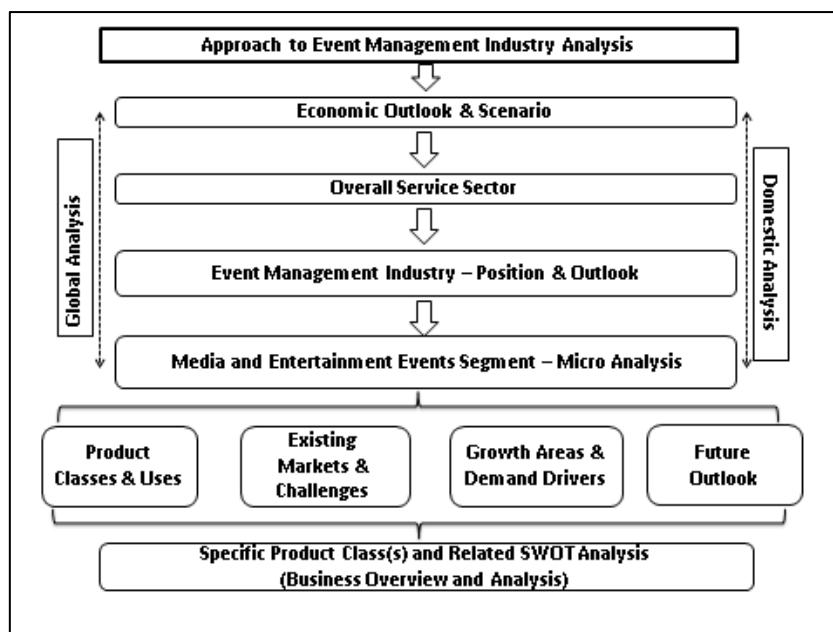 Approach to Event Management Industry Analysis
Economic Outlook & Scenario
Overall Service Sector
Event Management Industry – Position & Outlook
Media and Entertainment Events Segment – Micro Analysis
Global Analysis
Domestic Analysis
Product
Classes & Uses
Existing
Markets &
Challenges
Growth Areas &
Demand Drivers
Future
Outlook
Specific Product Class(s) and Related SWOT Analysis
(Business Overview and Analysis)